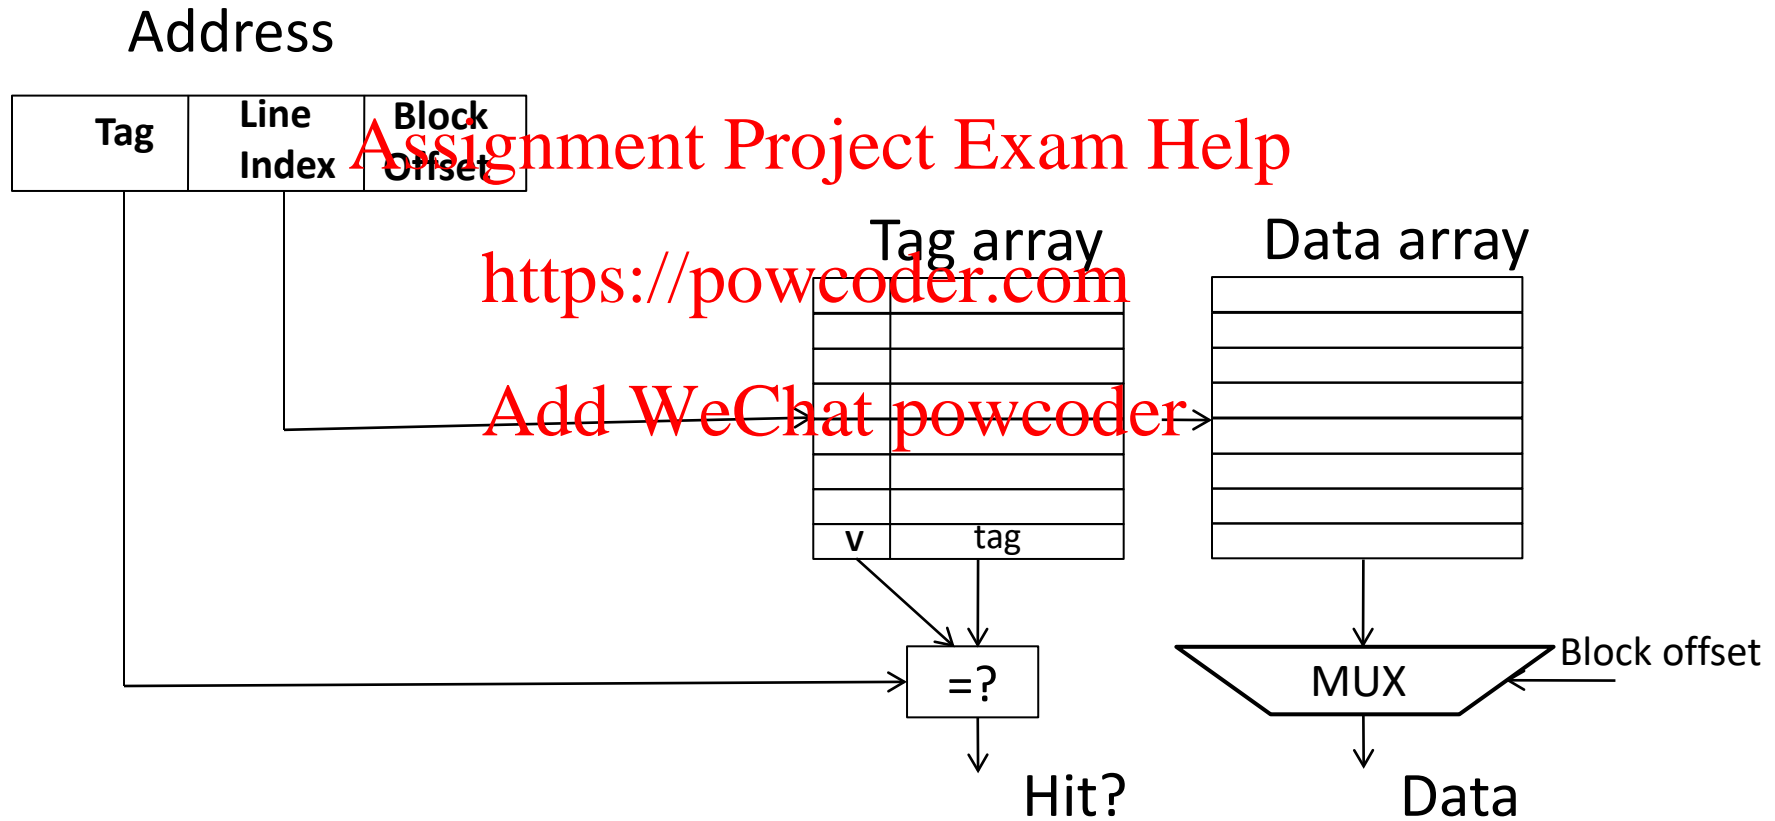 Address
Tag
Line
Index
Block
Offset
Assignment Project Exam Help
Tag array
Data array
https://powcoder.com
Add WeChat powcoder
v
tag
=?
MUX
Block offset
Hit?
Data